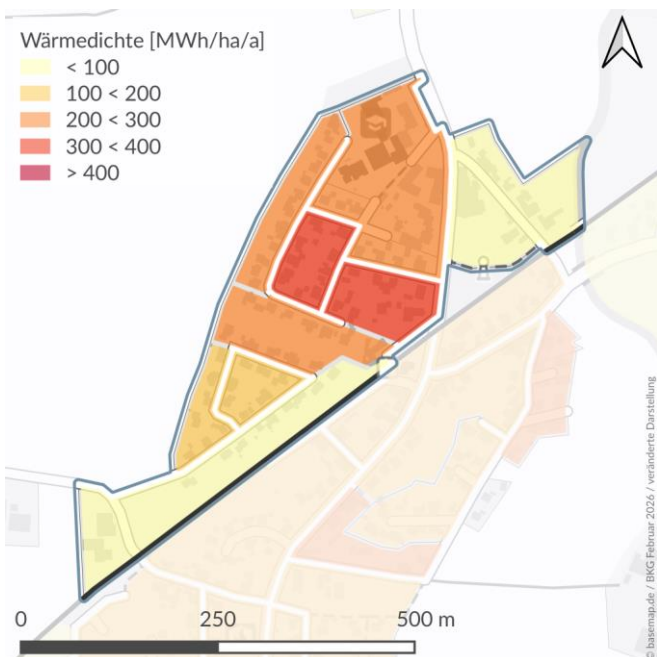 Wärmedichte [MWh/ha/a]
< 100
100 < 200
200 < 300
300 < 400
> 400
0 250 500 m
© basemap.de / BKG Februar 2026 / veränderte Darstellung